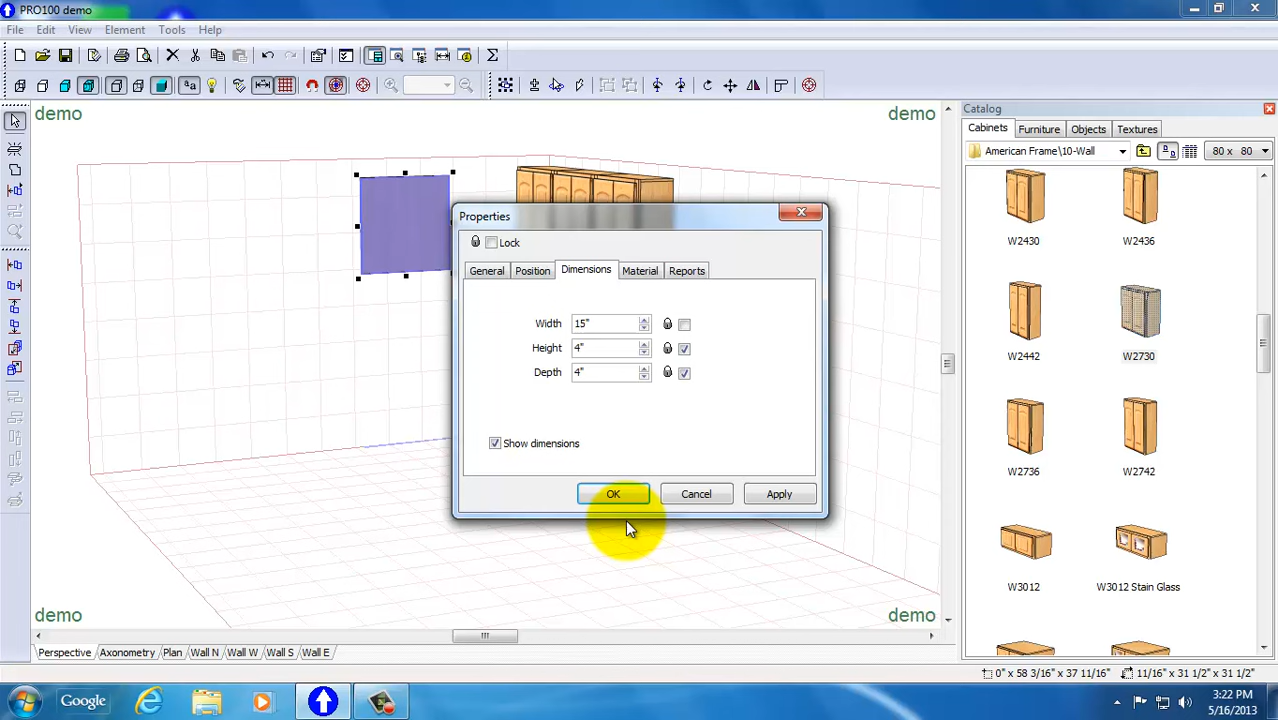 PRO100 demo
File Edit View Element Tools Help
demo
demo
Catalog
Cabinets Furniture Objects Textures
American Frame\10-Wall
80 x 80
W2430
W2436
W2442
W2730
W2736
W2742
W3012
W3012 Stain Glass
Properties
Lock
General Position Dimensions Material Reports
Width 15"
Height 4"
Depth 4"
Show dimensions
OK Cancel Apply
demo
demo
Perspective Axonometry Plan Wall N Wall W Wall S Wall E
0" x 58 3/16" x 37 11/16" 11/16" x 31 1/2" x 31 1/2"
Google
3:22 PM
5/16/2013